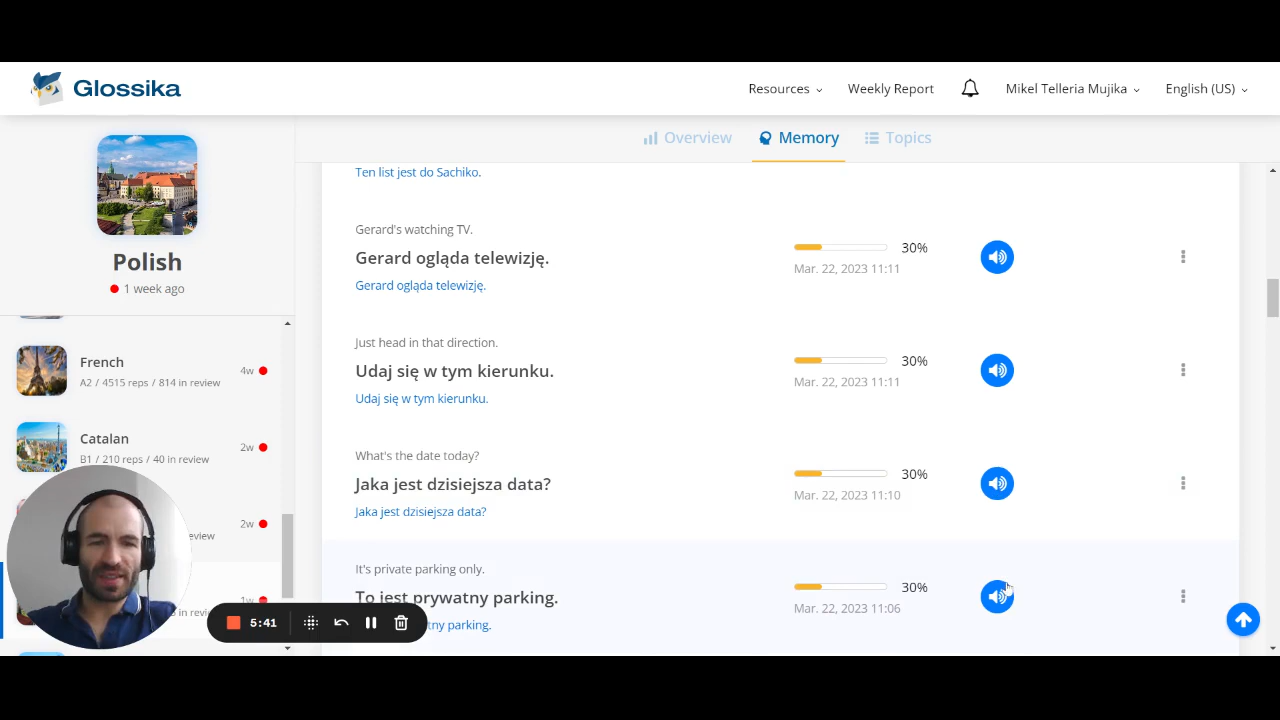 Glossika
Resources
Weekly Report
Mikel Telleria Mujika
English (US)
Overview
Memory
Topics
Polish
1 week ago
French
A2 / 4515 reps / 814 in review
4w
Catalan
B1 / 210 reps / 40 in review
2w
2w
1w
5:41
Ten list jest do Sachiko.
Gerard's watching TV.
Gerard ogląda telewizję.
Gerard ogląda telewizję.
30%
Mar. 22, 2023 11:11
Just head in that direction.
Udaj się w tym kierunku.
Udaj się w tym kierunku.
30%
Mar. 22, 2023 11:11
What's the date today?
Jaka jest dzisiejsza data?
Jaka jest dzisiejsza data?
30%
Mar. 22, 2023 11:10
It's private parking only.
To jest prywatny parking.
parking.
30%
Mar. 22, 2023 11:06